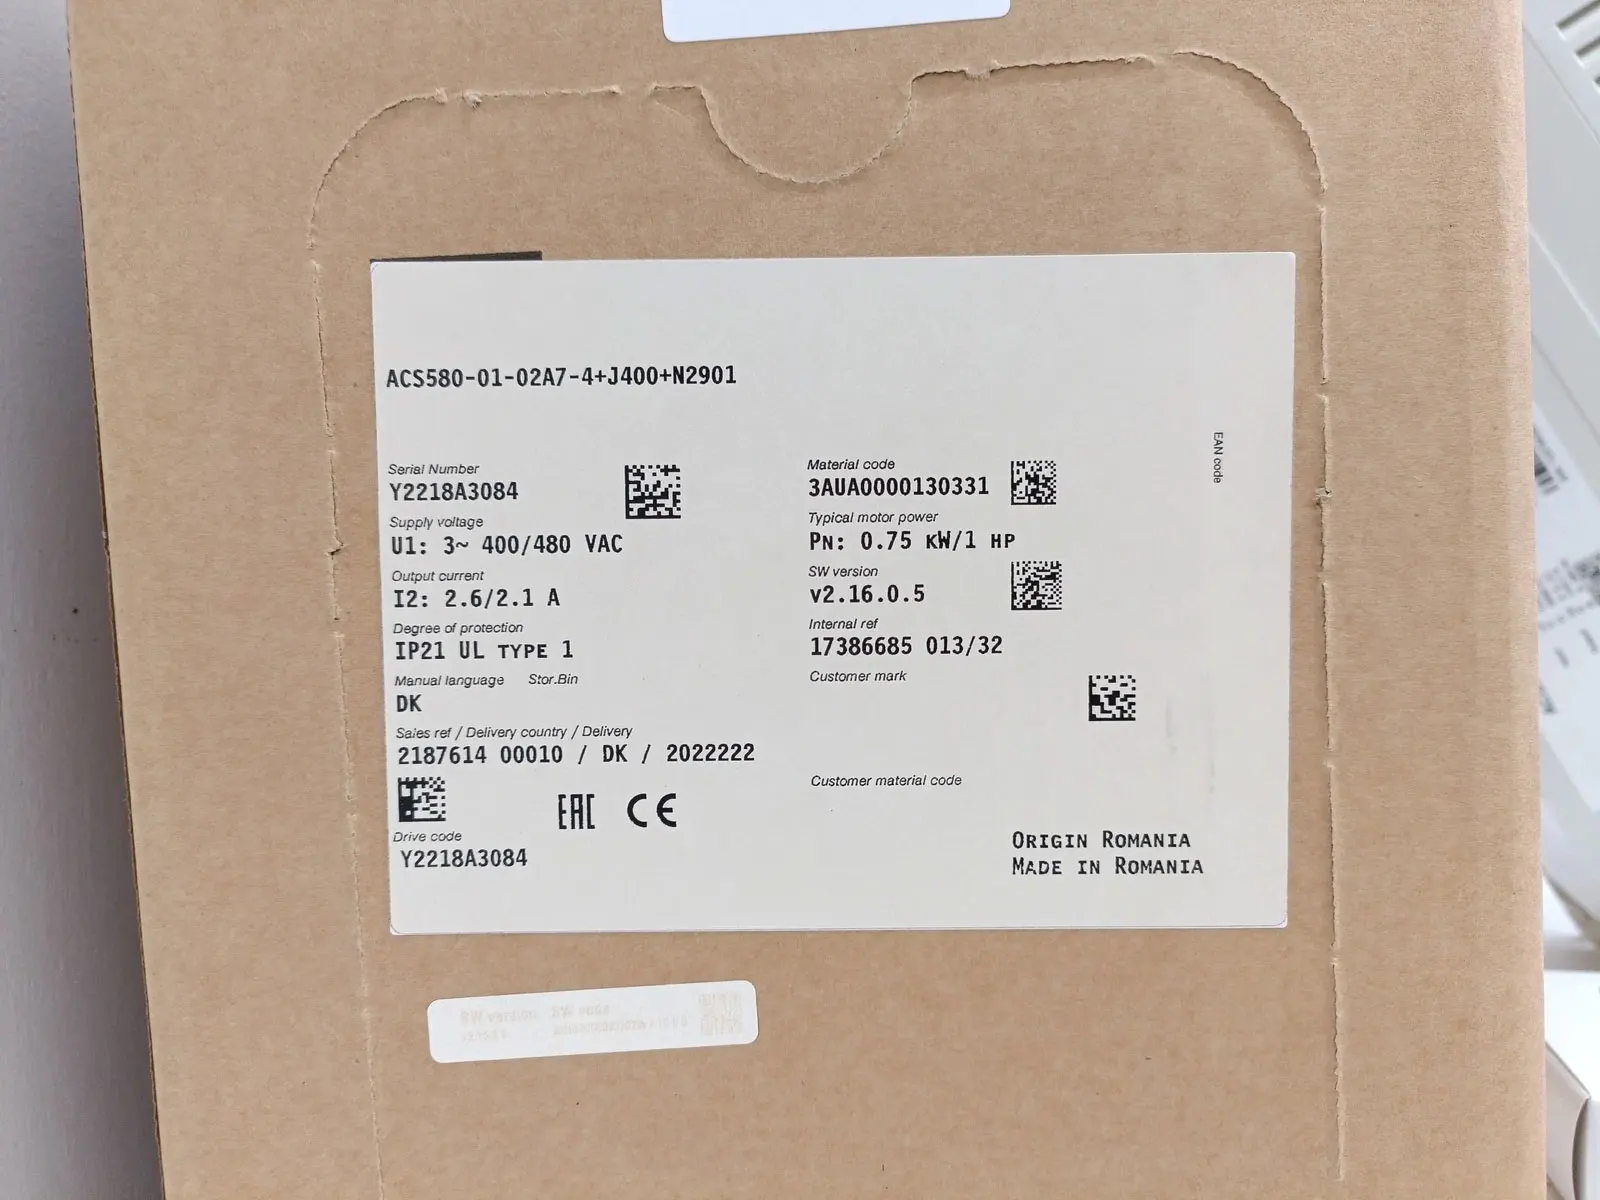 ACS580-01-02A7-4+J400+N2901
Serial Number
Y2218A3084
Supply voltage
U1: 3~ 400/480 VAC
Output current
I2: 2.6/2.1 A
Degree of protection
IP21 UL TYPE 1
Manual language Stor.Bin
DK
Sales ref / Delivery country / Delivery
2187614 00010 / DK / 2022222
EAC CE
Drive code
Y2218A3084
Material code
3AUA0000130331
Typical motor power
PN: 0.75 KW/1 HP
SW version
v2.16.0.5
Internal ref
17386685 013/32
Customer mark
Customer material code
ORIGIN ROMANIA
MADE IN ROMANIA
EAN code
SW version